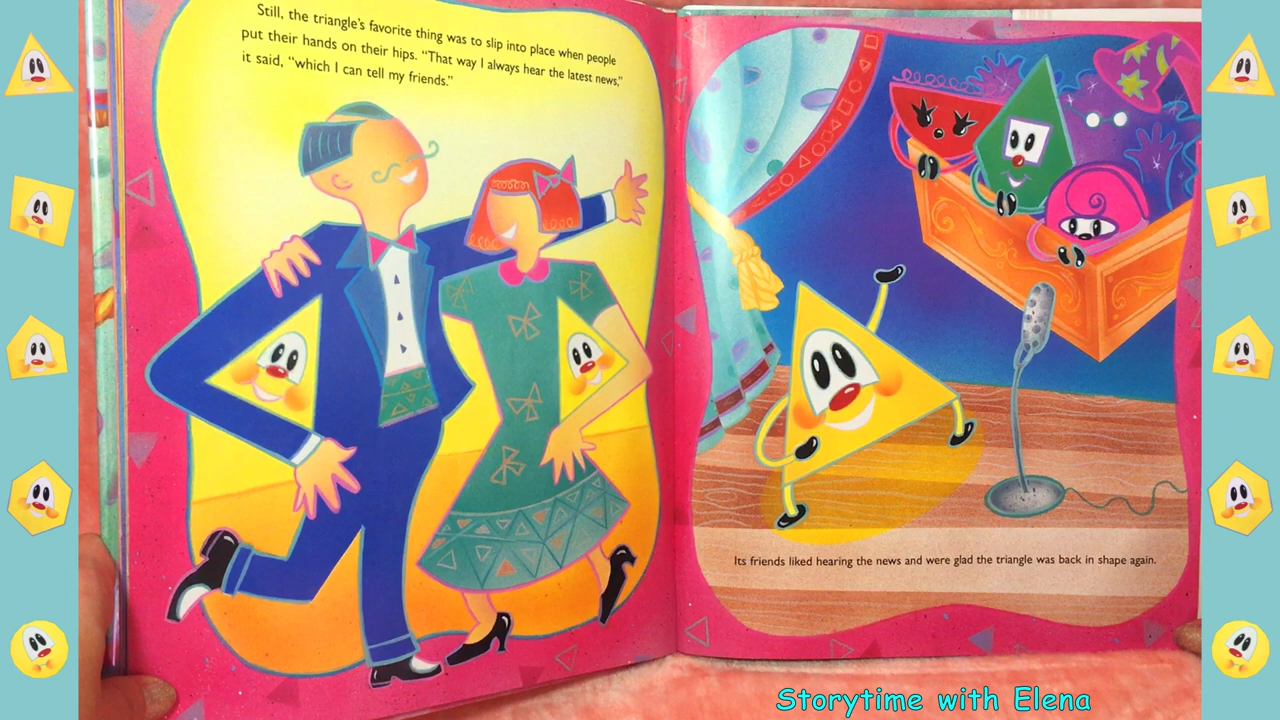 Still, the triangle's favorite thing was to slip into place when people
put their hands on their hips. “That way I always hear the latest news,”
it said, “which I can tell my friends.”
Its friends liked hearing the news and were glad the triangle was back in shape again.
Storytime with Elena